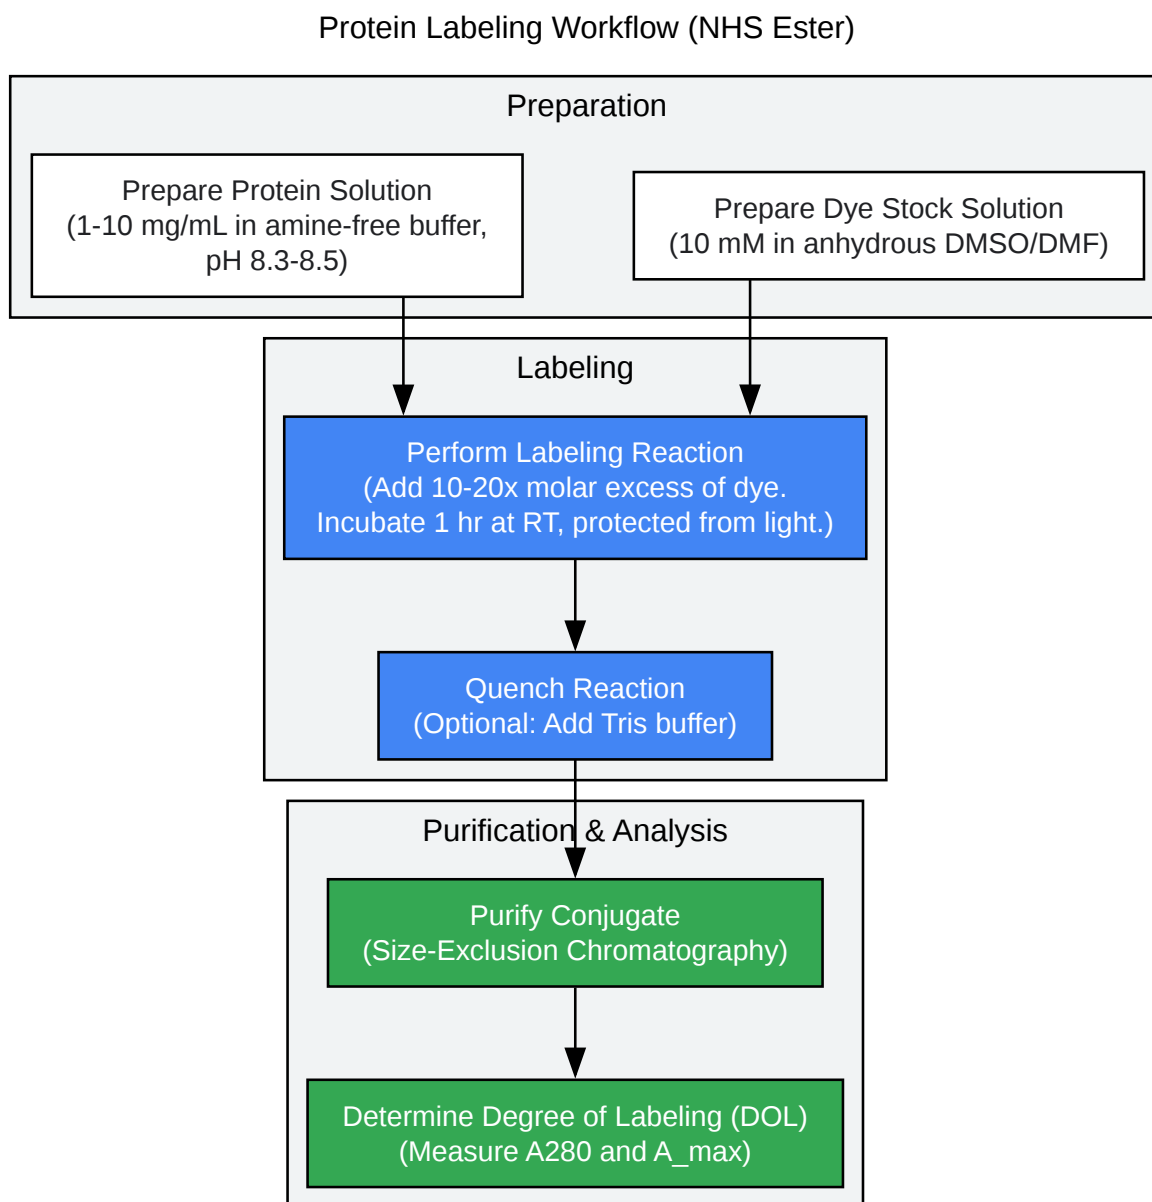 Protein Labeling Workflow (NHS Ester)
Preparation
Prepare Protein Solution
(1-10 mg/mL in amine-free buffer,
pH 8.3-8.5)
Prepare Dye Stock Solution
(10 mM in anhydrous DMSO/DMF)
Labeling
Perform Labeling Reaction
(Add 10-20x molar excess of dye.
Incubate 1 hr at RT, protected from light.)
Quench Reaction
(Optional: Add Tris buffer)
Purification & Analysis
Purify Conjugate
(Size-Exclusion Chromatography)
Determine Degree of Labeling (DOL)
(Measure A280 and A_max)